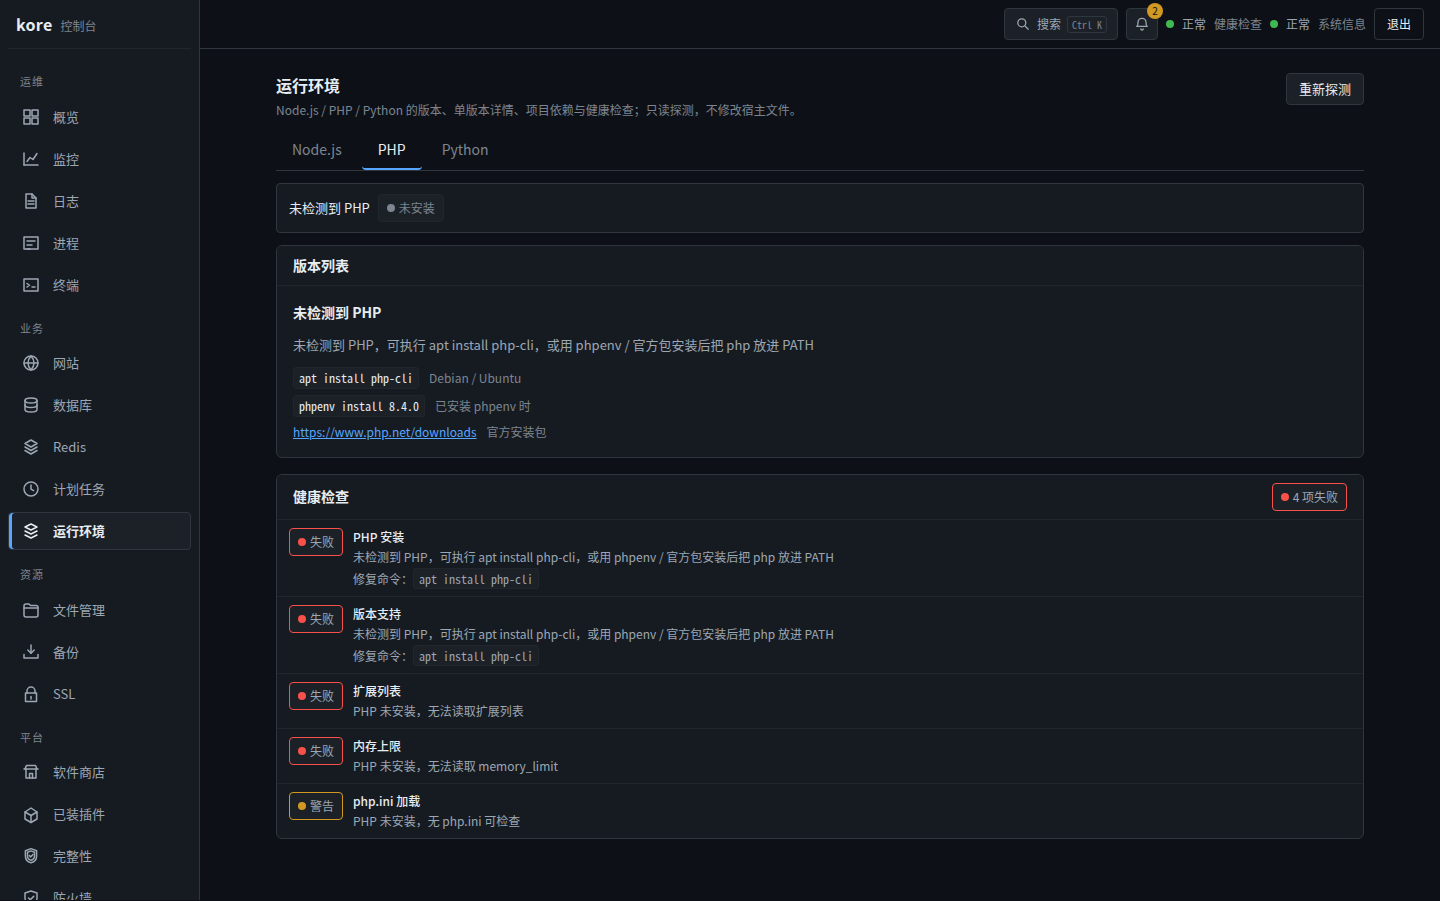 kore 控制台
搜索 Ctrl K
2
正常 健康检查
正常 系统信息
退出
运维
概览
监控
日志
进程
终端
业务
网站
数据库
Redis
计划任务
运行环境
资源
文件管理
备份
SSL
平台
软件商店
已装插件
完整性
防火墙
运行环境
Node.js / PHP / Python 的版本、单版本详情、项目依赖与健康检查；只读探测，不修改宿主文件。
重新探测
Node.js PHP Python
未检测到 PHP 未安装
版本列表
未检测到 PHP
未检测到 PHP，可执行 apt install php-cli，或用 phpenv / 官方包安装后把 php 放进 PATH
apt install php-cli Debian / Ubuntu
phpenv install 8.4.0 已安装 phpenv 时
https://www.php.net/downloads 官方安装包
健康检查 4 项失败
失败 PHP 安装
未检测到 PHP，可执行 apt install php-cli，或用 phpenv / 官方包安装后把 php 放进 PATH
修复命令： apt install php-cli
失败 版本支持
未检测到 PHP，可执行 apt install php-cli，或用 phpenv / 官方包安装后把 php 放进 PATH
修复命令： apt install php-cli
失败 扩展列表
PHP 未安装，无法读取扩展列表
失败 内存上限
PHP 未安装，无法读取 memory_limit
警告 php.ini 加载
PHP 未安装，无 php.ini 可检查